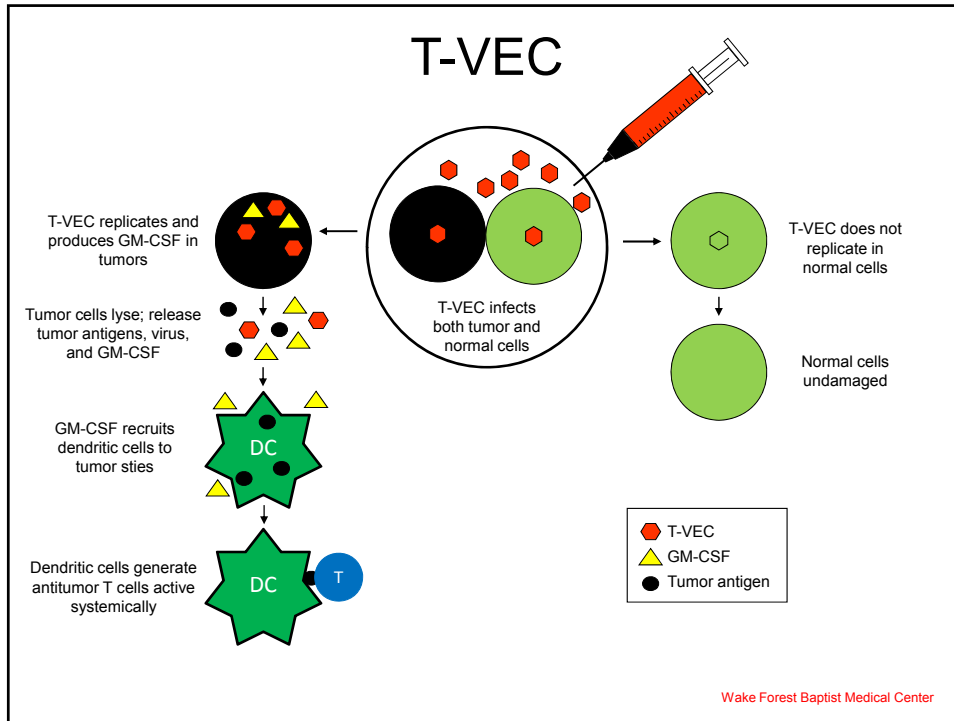 T-VEC
T-VEC replicates and
produces GM-CSF in
tumors
Tumor cells lyse; release
tumor antigens, virus,
and GM-CSF
GM-CSF recruits
dendritic cells to
tumor sties
DC
Dendritic cells generate
antitumor T cells active
systemically
DC
T
T-VEC infects
both tumor and
normal cells
T-VEC does not
replicate in
normal cells
Normal cells
undamaged
T-VEC
GM-CSF
Tumor antigen
Wake Forest Baptist Medical Center